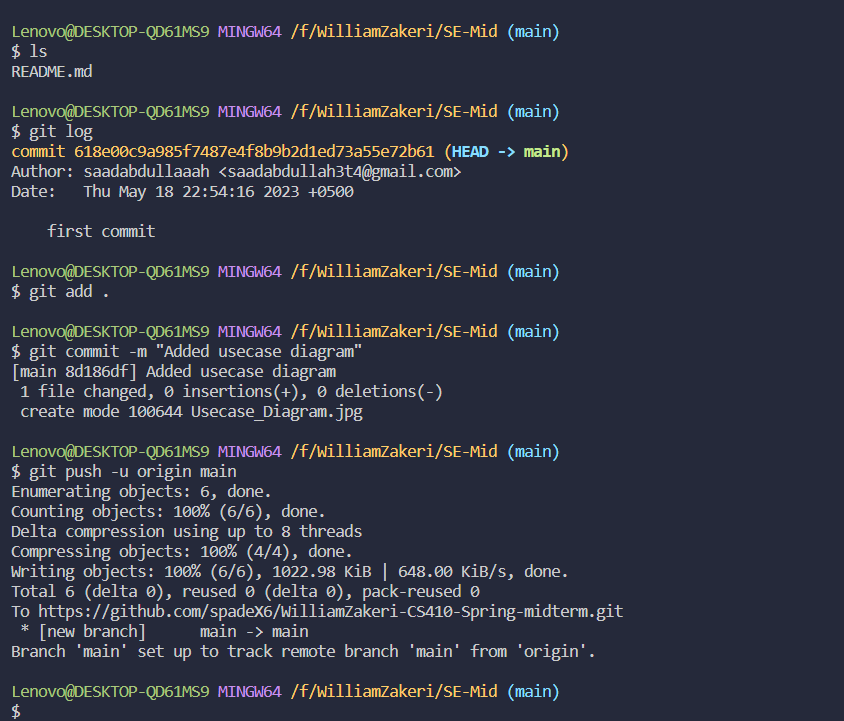 Lenovo@DESKTOP-QD61MS9 MINGW64 /f/WilliamZakeri/SE-Mid (main)
$ ls
README.md
Lenovo@DESKTOP-QD61MS9 MINGW64 /f/WilliamZakeri/SE-Mid (main)
$ git log
commit 618e00c9a985f7487e4f8b9b2d1ed73a55e72b61 (HEAD -> main)
Author: saadabdullaaah <saadabdullah3t4@gmail.com>
Date:   Thu May 18 22:54:16 2023 +0500
    first commit
Lenovo@DESKTOP-QD61MS9 MINGW64 /f/WilliamZakeri/SE-Mid (main)
$ git add .
Lenovo@DESKTOP-QD61MS9 MINGW64 /f/WilliamZakeri/SE-Mid (main)
$ git commit -m "Added usecase diagram"
[main 8d186df] Added usecase diagram
 1 file changed, 0 insertions(+), 0 deletions(-)
 create mode 100644 Usecase_Diagram.jpg
Lenovo@DESKTOP-QD61MS9 MINGW64 /f/WilliamZakeri/SE-Mid (main)
$ git push -u origin main
Enumerating objects: 6, done.
Counting objects: 100% (6/6), done.
Delta compression using up to 8 threads
Compressing objects: 100% (4/4), done.
Writing objects: 100% (6/6), 1022.98 KiB | 648.00 KiB/s, done.
Total 6 (delta 0), reused 0 (delta 0), pack-reused 0
To https://github.com/spadeX6/WilliamZakeri-CS410-Spring-midterm.git
 * [new branch]      main -> main
Branch 'main' set up to track remote branch 'main' from 'origin'.
Lenovo@DESKTOP-QD61MS9 MINGW64 /f/WilliamZakeri/SE-Mid (main)
$